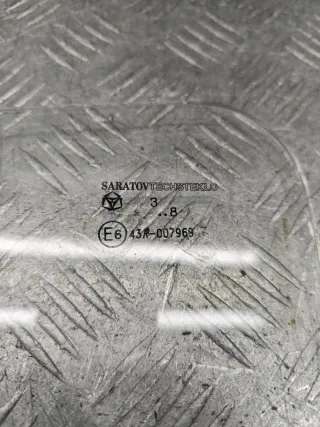 SARATOVTECHSTEKLO
3
..8
E6 43R-007969